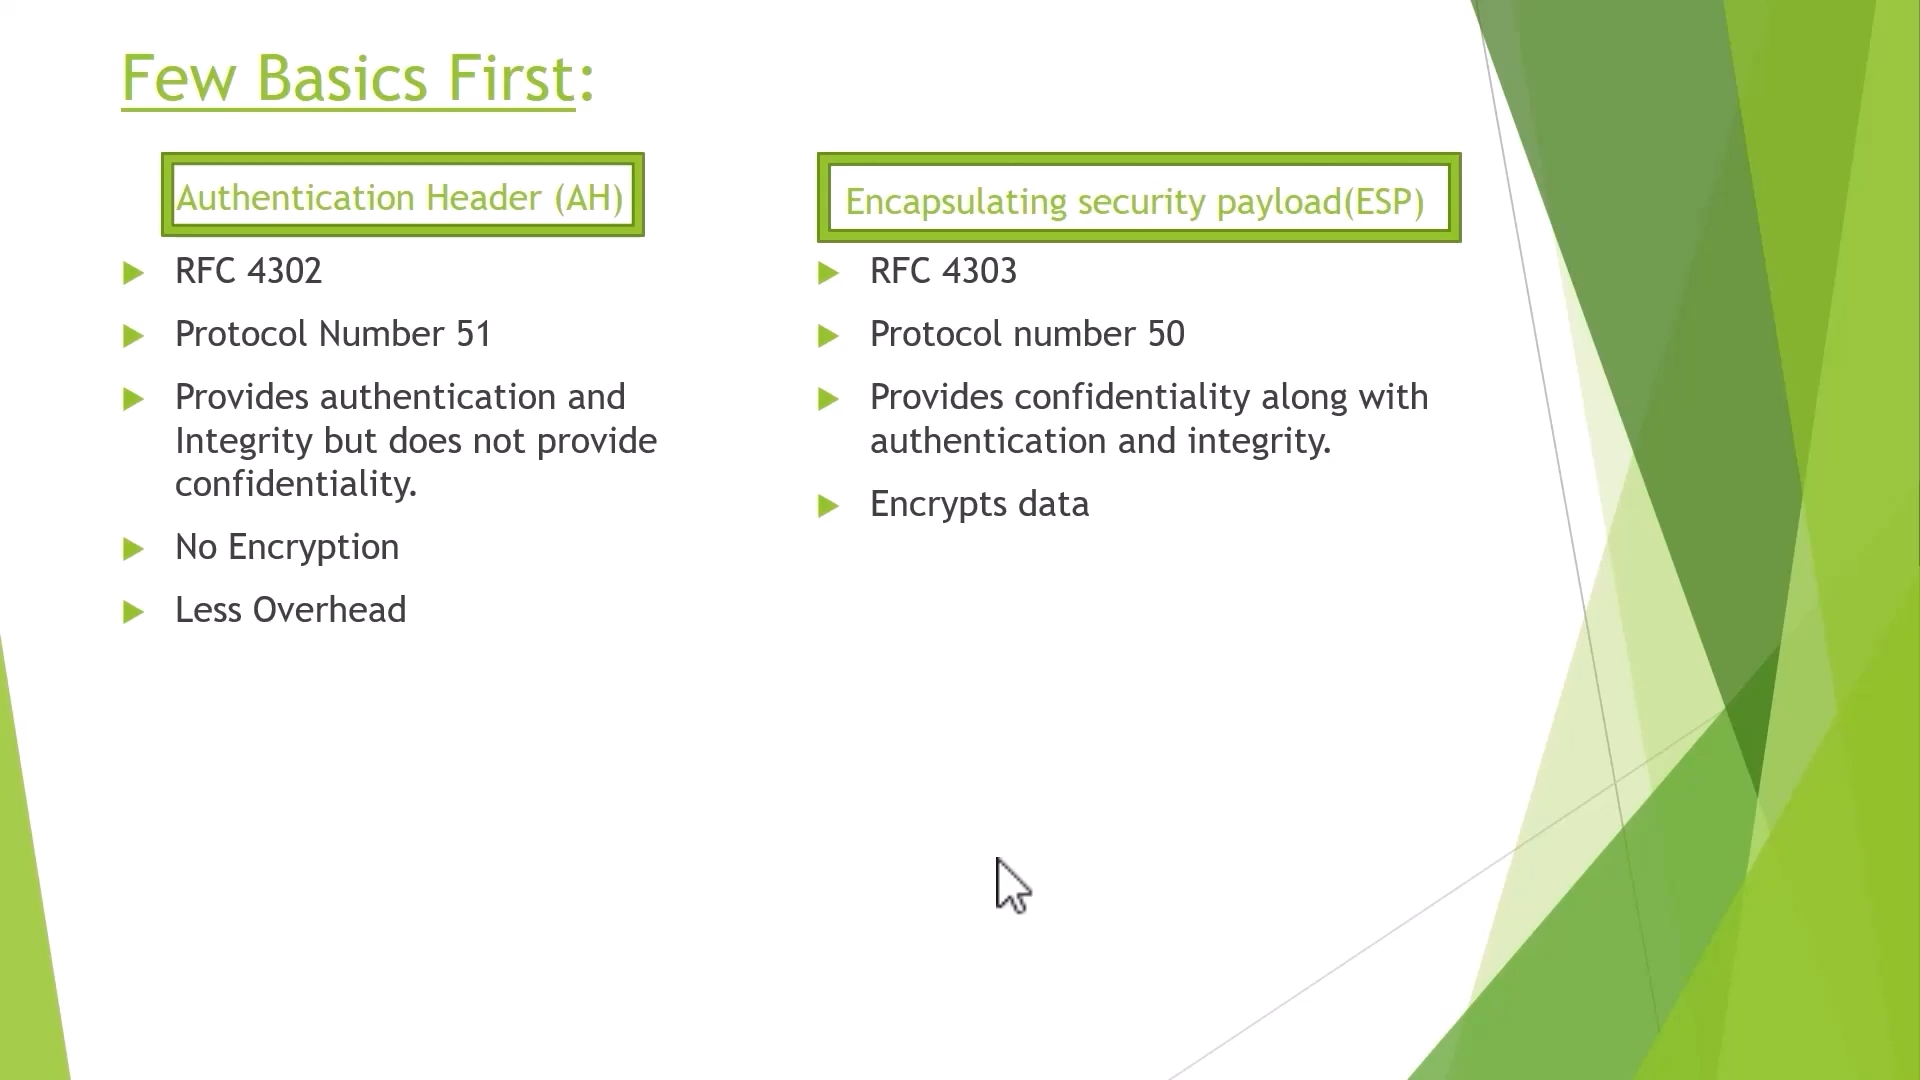 Few Basics First:
Authentication Header (AH)
RFC 4302
Protocol Number 51
Provides authentication and
Integrity but does not provide
confidentiality.
No Encryption
Less Overhead
Encapsulating security payload(ESP)
RFC 4303
Protocol number 50
Provides confidentiality along with
authentication and integrity.
Encrypts data